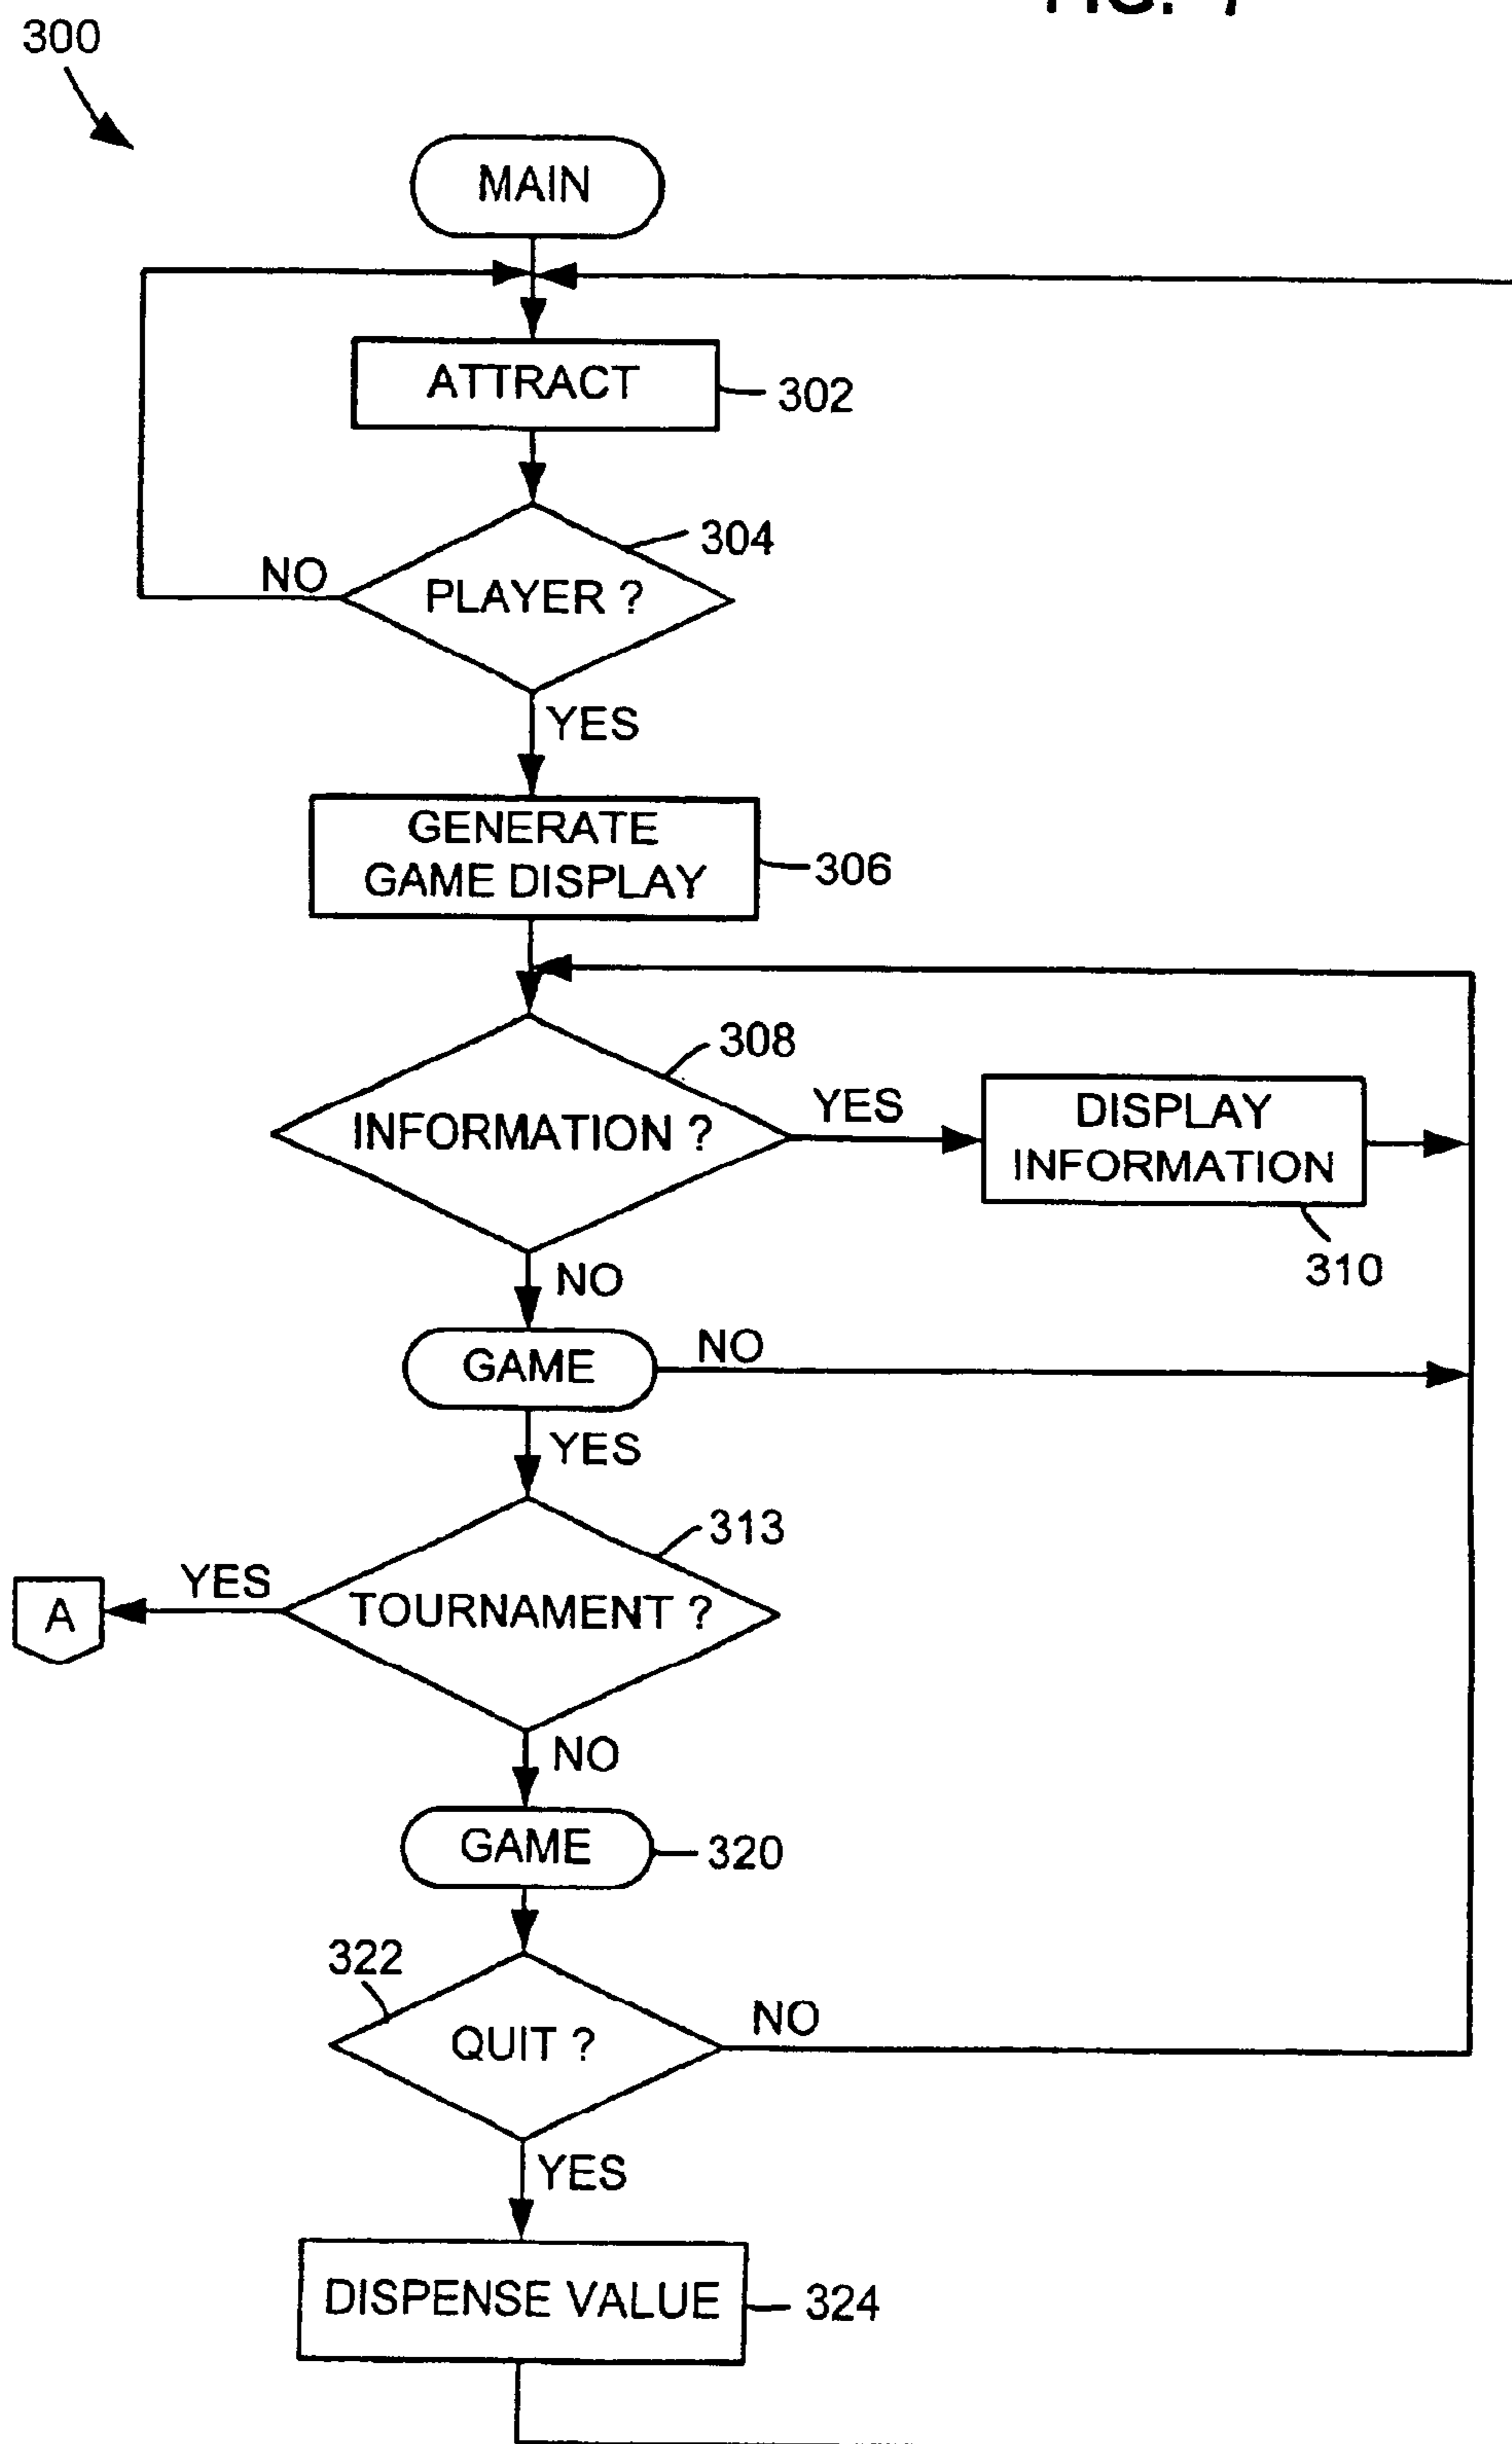 300
MAIN
ATTRACT
302
304
NO
PLAYER ?
YES
GENERATE
GAME DISPLAY
306
308
YES
INFORMATION ?
DISPLAY
INFORMATION
310
NO
GAME
NO
YES
313
YES
A
TOURNAMENT ?
NO
GAME
320
322
NO
QUIT ?
YES
DISPENSE VALUE
324